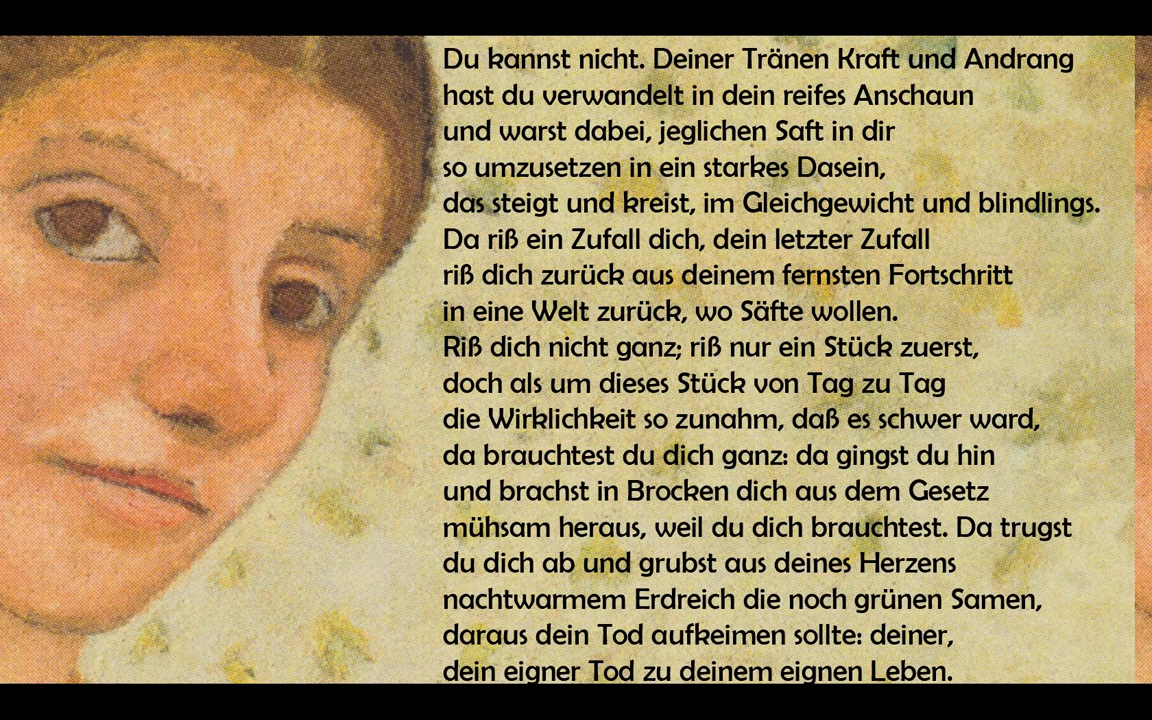 Du kannst nicht. Deiner Tränen Kraft und Andrang
hast du verwandelt in dein reifes Anschaun
und warst dabei, jeglichen Saft in dir
so umzusetzen in ein starkes Dasein,
das steigt und kreist, im Gleichgewicht und blindlings.
Da riß ein Zufall dich, dein letzter Zufall
riß dich zurück aus deinem fernsten Fortschritt
in eine Welt zurück, wo Säfte wollen.
Riß dich nicht ganz; riß nur ein Stück zuerst,
doch als um dieses Stück von Tag zu Tag
die Wirklichkeit so zunahm, daß es schwer ward,
da brauchtest du dich ganz: da gingst du hin
und brachst in Brocken dich aus dem Gesetz
mühsam heraus, weil du dich brauchtest. Da trugst
du dich ab und grubst aus deines Herzens
nachtwarmem Erdreich die noch grünen Samen,
daraus dein Tod aufkeimen sollte: deiner,
dein eigner Tod zu deinem eignen Leben.